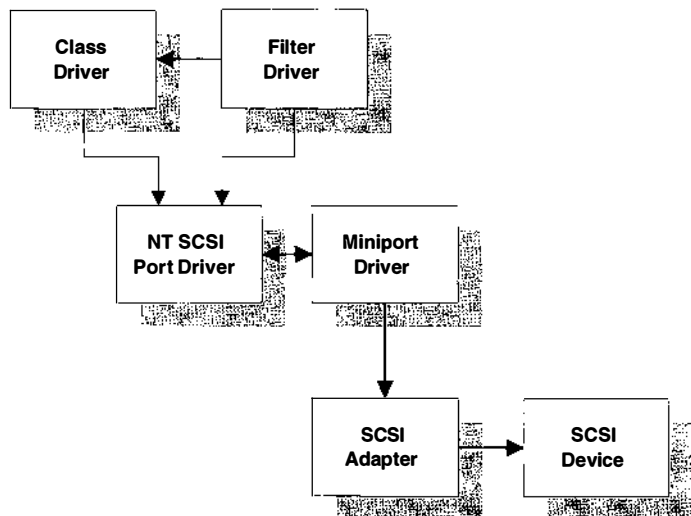 Class
Driver
Filter
Driver
NT SCSI
Port Driver
Miniport
Driver
SCSI
Adapter
SCSI
Device